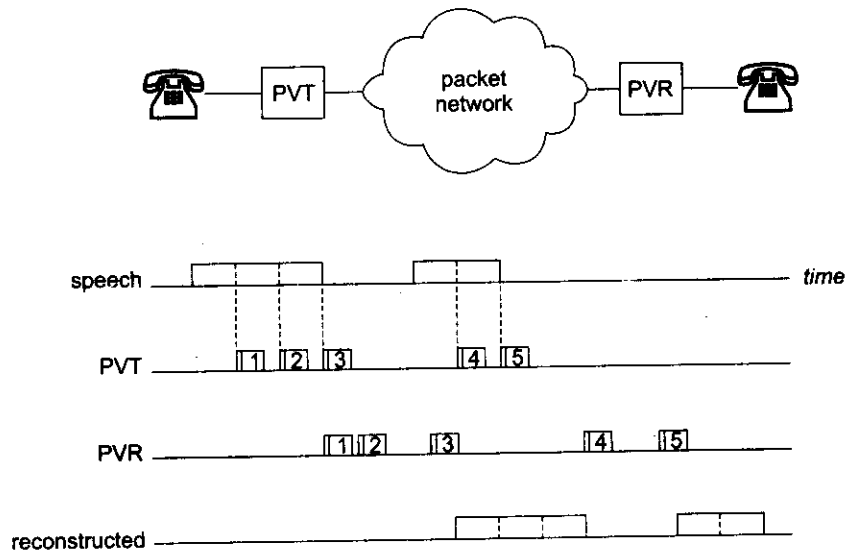 PVT
packet
network
PVR
speech
time
PVT
1 2 3 4 5
PVR
1 2 3 4 5
reconstructed